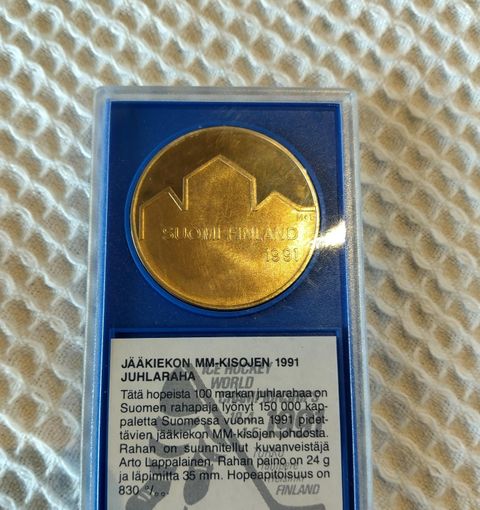 M-L
SUOMI FINLAND
1991
JÄÄKIEKON MM-KISOJEN 1991
JUHLARAHA
Tätä hopeista 100 markan juhlarahaa on
Suomen rahapaja lyönyt 150 000 kap-
paletta Suomessa vuonna 1991 pidet-
tävien jääkiekon MM-kisojen johdosta.
Rahan on suunnitellut kuvanveistäjä
Arto Lappalainen. Rahan paino on 24 g
ja läpimitta 35 mm. Hopeapitoisuus on
830 °/₀₀.
ICE HOCKEY
WORLD
FINLAND